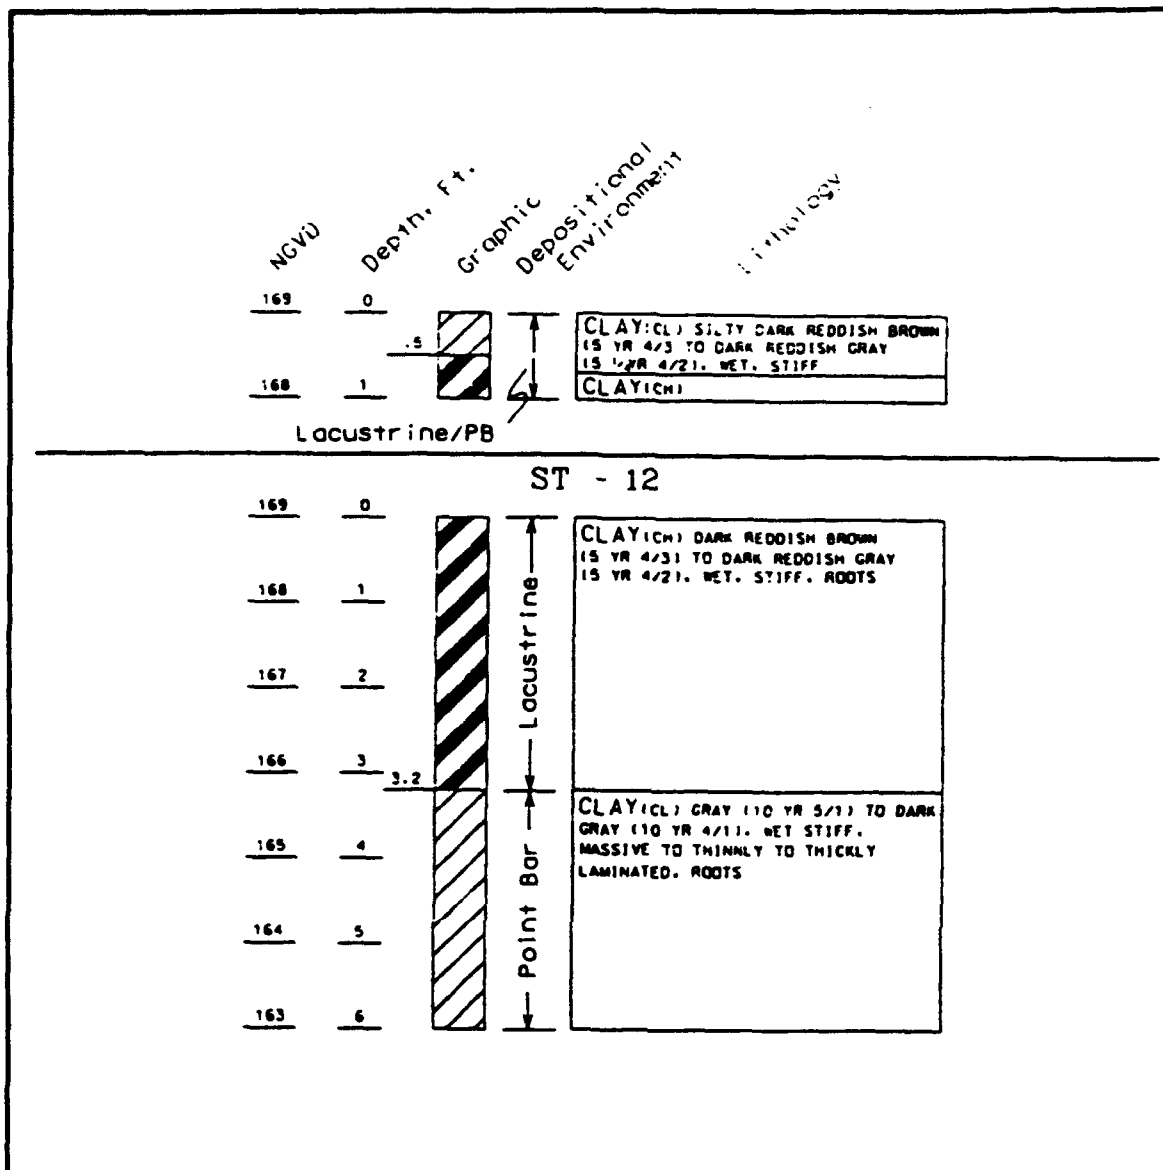 NGVD
Depth, Ft.
Graphic
Depositional
Environment
Lithology
169 0
.5
168 1
CLAY(CL) SILTY DARK REDDISH BROWN
(5 YR 4/3 TO DARK REDDISH GRAY
YR 4/2). WET. STIFF
CLAY(CH)
Lacustrine/PB
ST - 12
169 0
168 1
167 2
166 3
3.2
165 4
164 5
163 6
Lacustrine
Point Bar
CLAY(CH) DARK REDDISH BROWN
(5 YR 4/3) TO DARK REDDISH GRAY
(5 YR 4/2). WET. STIFF. ROOTS
CLAY(CL) GRAY (10 YR 5/1) TO DARK
GRAY (10 YR 4/1). WET STIFF.
MASSIVE TO THINNLY TO THICKLY
LAMINATED. ROOTS